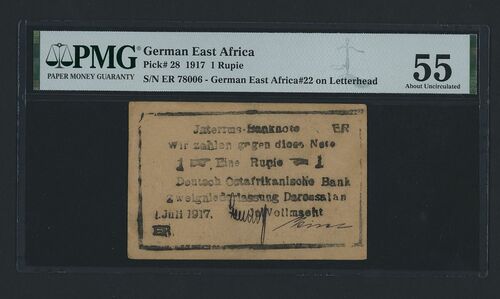 PMG
PAPER MONEY GUARANTY
German East Africa
Pick# 28 1917 1 Rupie
S/N ER 78006 - German East Africa#22 on Letterhead
55
About Uncirculated
Jnterims-Banknote ER
Wir zahlen gegen diese Note
1 Eine Rupie 1
Deutsch Ostafrikanische Bank
Zweigniederlassung Daressalam
1.Juli 1917. Vollmacht
ER